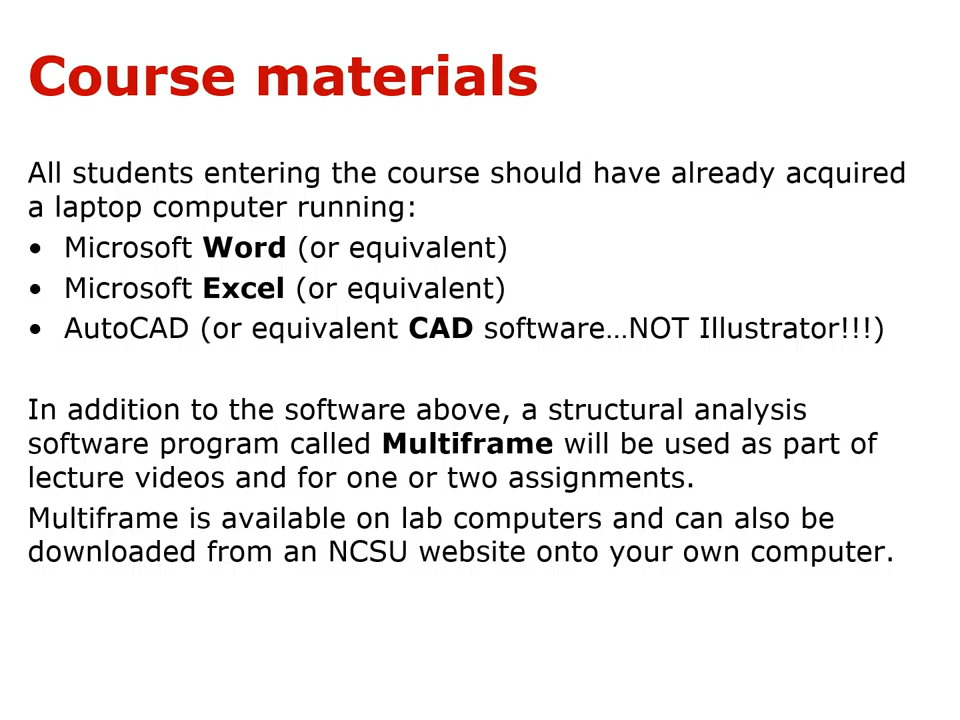 Course materials
All students entering the course should have already acquired
a laptop computer running:
• Microsoft Word (or equivalent)
• Microsoft Excel (or equivalent)
• AutoCAD (or equivalent CAD software…NOT Illustrator!!!)
In addition to the software above, a structural analysis
software program called Multiframe will be used as part of
lecture videos and for one or two assignments.
Multiframe is available on lab computers and can also be
downloaded from an NCSU website onto your own computer.